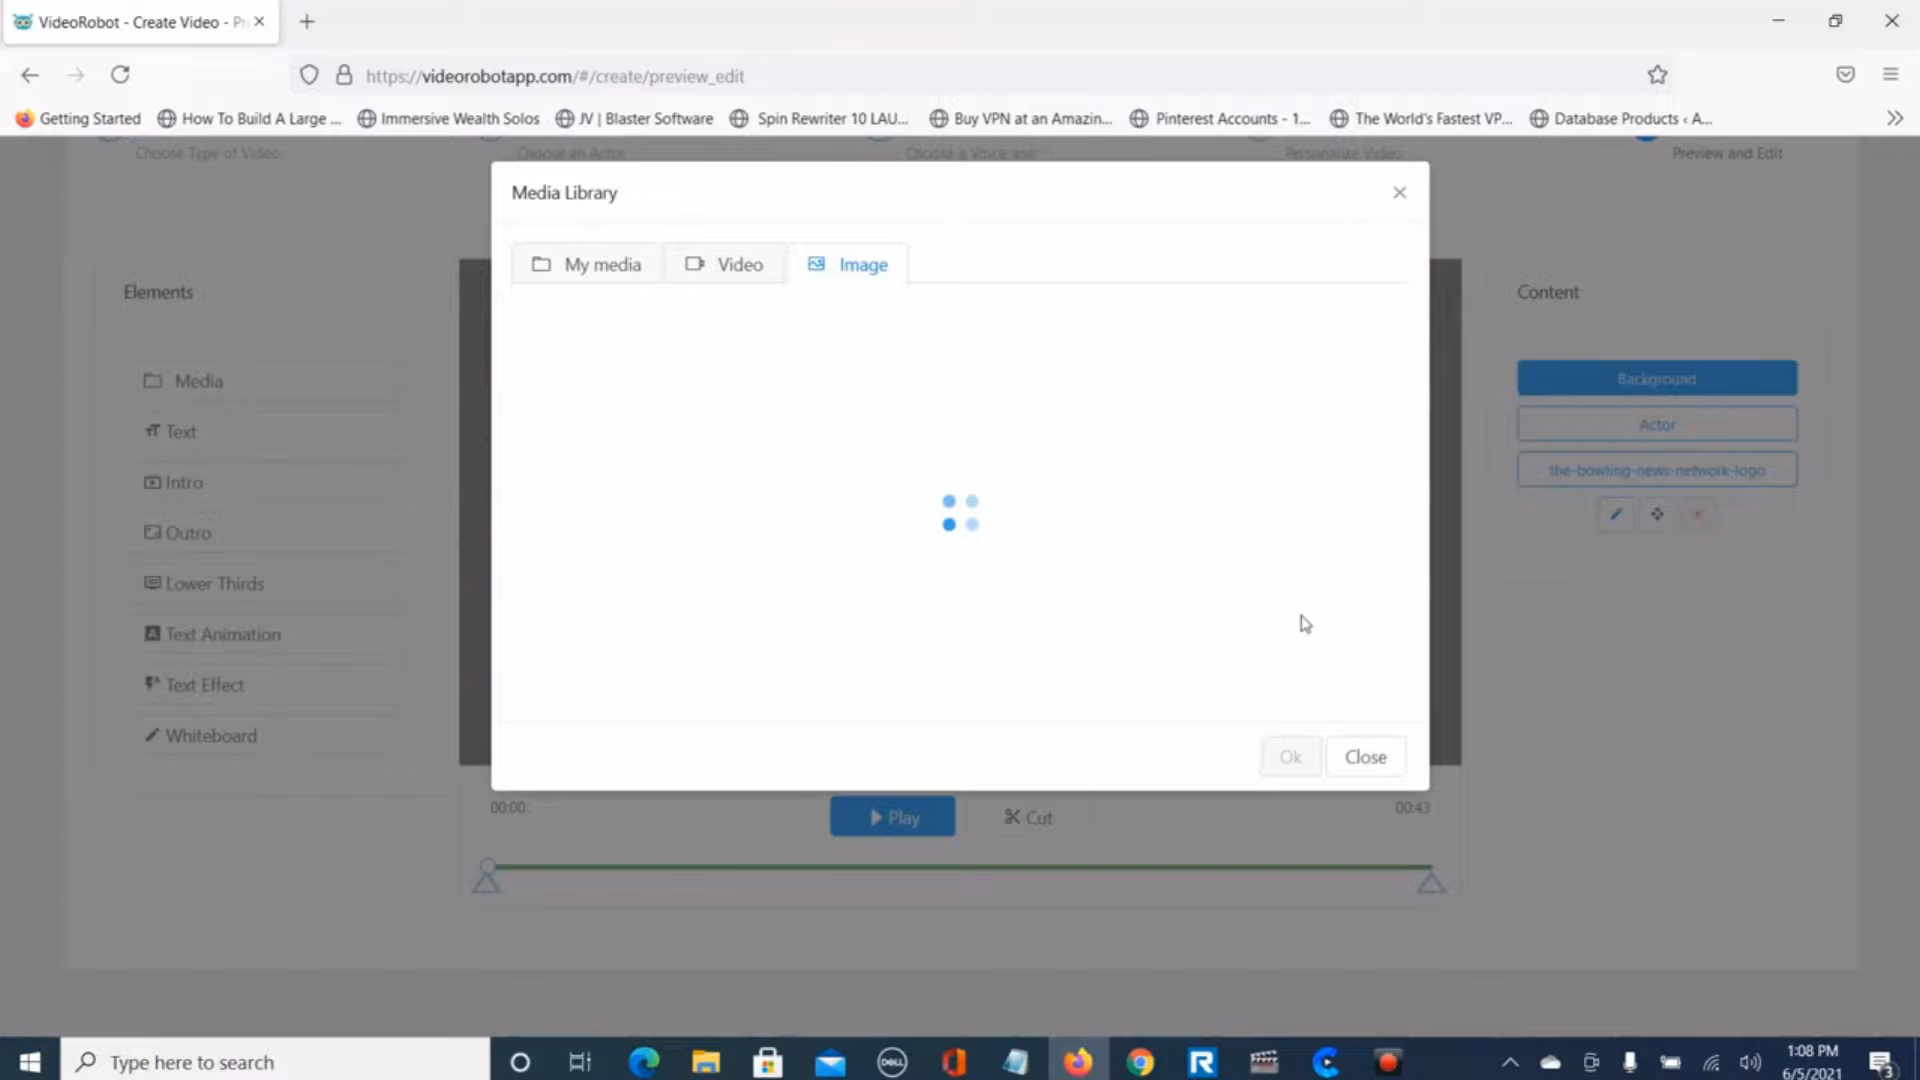 VideoRobot - Create Video - Pr
https://videorobotapp.com/#/create/preview_edit
Getting Started
How To Build A Large ...
Immersive Wealth Solos
JV | Blaster Software
Spin Rewriter 10 LAU...
Buy VPN at an Amazin...
Pinterest Accounts - 1...
The World's Fastest VP...
Database Products ‹ A...
Choose Type of Video
Choose an Actor
Choose a Voice and
Personalize Video
Preview and Edit
Media Library
My media
Video
Image
Elements
Media
Text
Intro
Outro
Lower Thirds
Text Animation
Text Effect
Whiteboard
Content
Background
Actor
the-bowling-news-network-logo
Ok
Close
00:00
Play
Cut
00:43
Type here to search
DELL
1:08 PM
6/5/2021
3